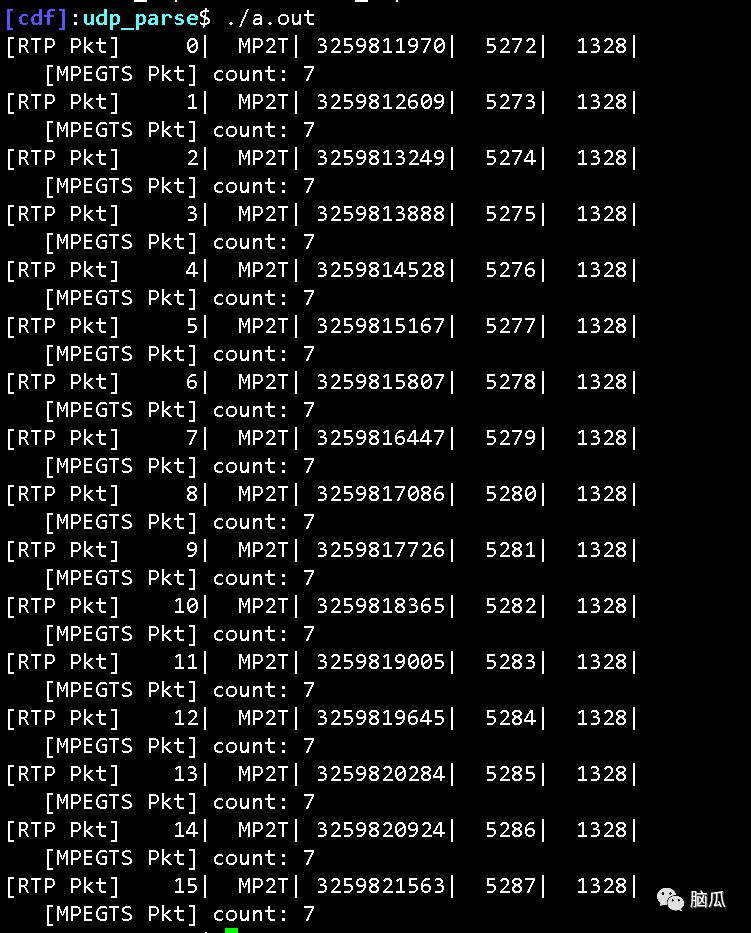 [cdf]:udp_parse$ ./a.out
[RTP Pkt]     0|  MP2T| 3259811970|  5272|  1328|
   [MPEGTS Pkt] count: 7
[RTP Pkt]     1|  MP2T| 3259812609|  5273|  1328|
   [MPEGTS Pkt] count: 7
[RTP Pkt]     2|  MP2T| 3259813249|  5274|  1328|
   [MPEGTS Pkt] count: 7
[RTP Pkt]     3|  MP2T| 3259813888|  5275|  1328|
   [MPEGTS Pkt] count: 7
[RTP Pkt]     4|  MP2T| 3259814528|  5276|  1328|
   [MPEGTS Pkt] count: 7
[RTP Pkt]     5|  MP2T| 3259815167|  5277|  1328|
   [MPEGTS Pkt] count: 7
[RTP Pkt]     6|  MP2T| 3259815807|  5278|  1328|
   [MPEGTS Pkt] count: 7
[RTP Pkt]     7|  MP2T| 3259816447|  5279|  1328|
   [MPEGTS Pkt] count: 7
[RTP Pkt]     8|  MP2T| 3259817086|  5280|  1328|
   [MPEGTS Pkt] count: 7
[RTP Pkt]     9|  MP2T| 3259817726|  5281|  1328|
   [MPEGTS Pkt] count: 7
[RTP Pkt]    10|  MP2T| 3259818365|  5282|  1328|
   [MPEGTS Pkt] count: 7
[RTP Pkt]    11|  MP2T| 3259819005|  5283|  1328|
   [MPEGTS Pkt] count: 7
[RTP Pkt]    12|  MP2T| 3259819645|  5284|  1328|
   [MPEGTS Pkt] count: 7
[RTP Pkt]    13|  MP2T| 3259820284|  5285|  1328|
   [MPEGTS Pkt] count: 7
[RTP Pkt]    14|  MP2T| 3259820924|  5286|  1328|
   [MPEGTS Pkt] count: 7
[RTP Pkt]    15|  MP2T| 3259821563|  5287|  1328|
   [MPEGTS Pkt] count: 7
脑瓜